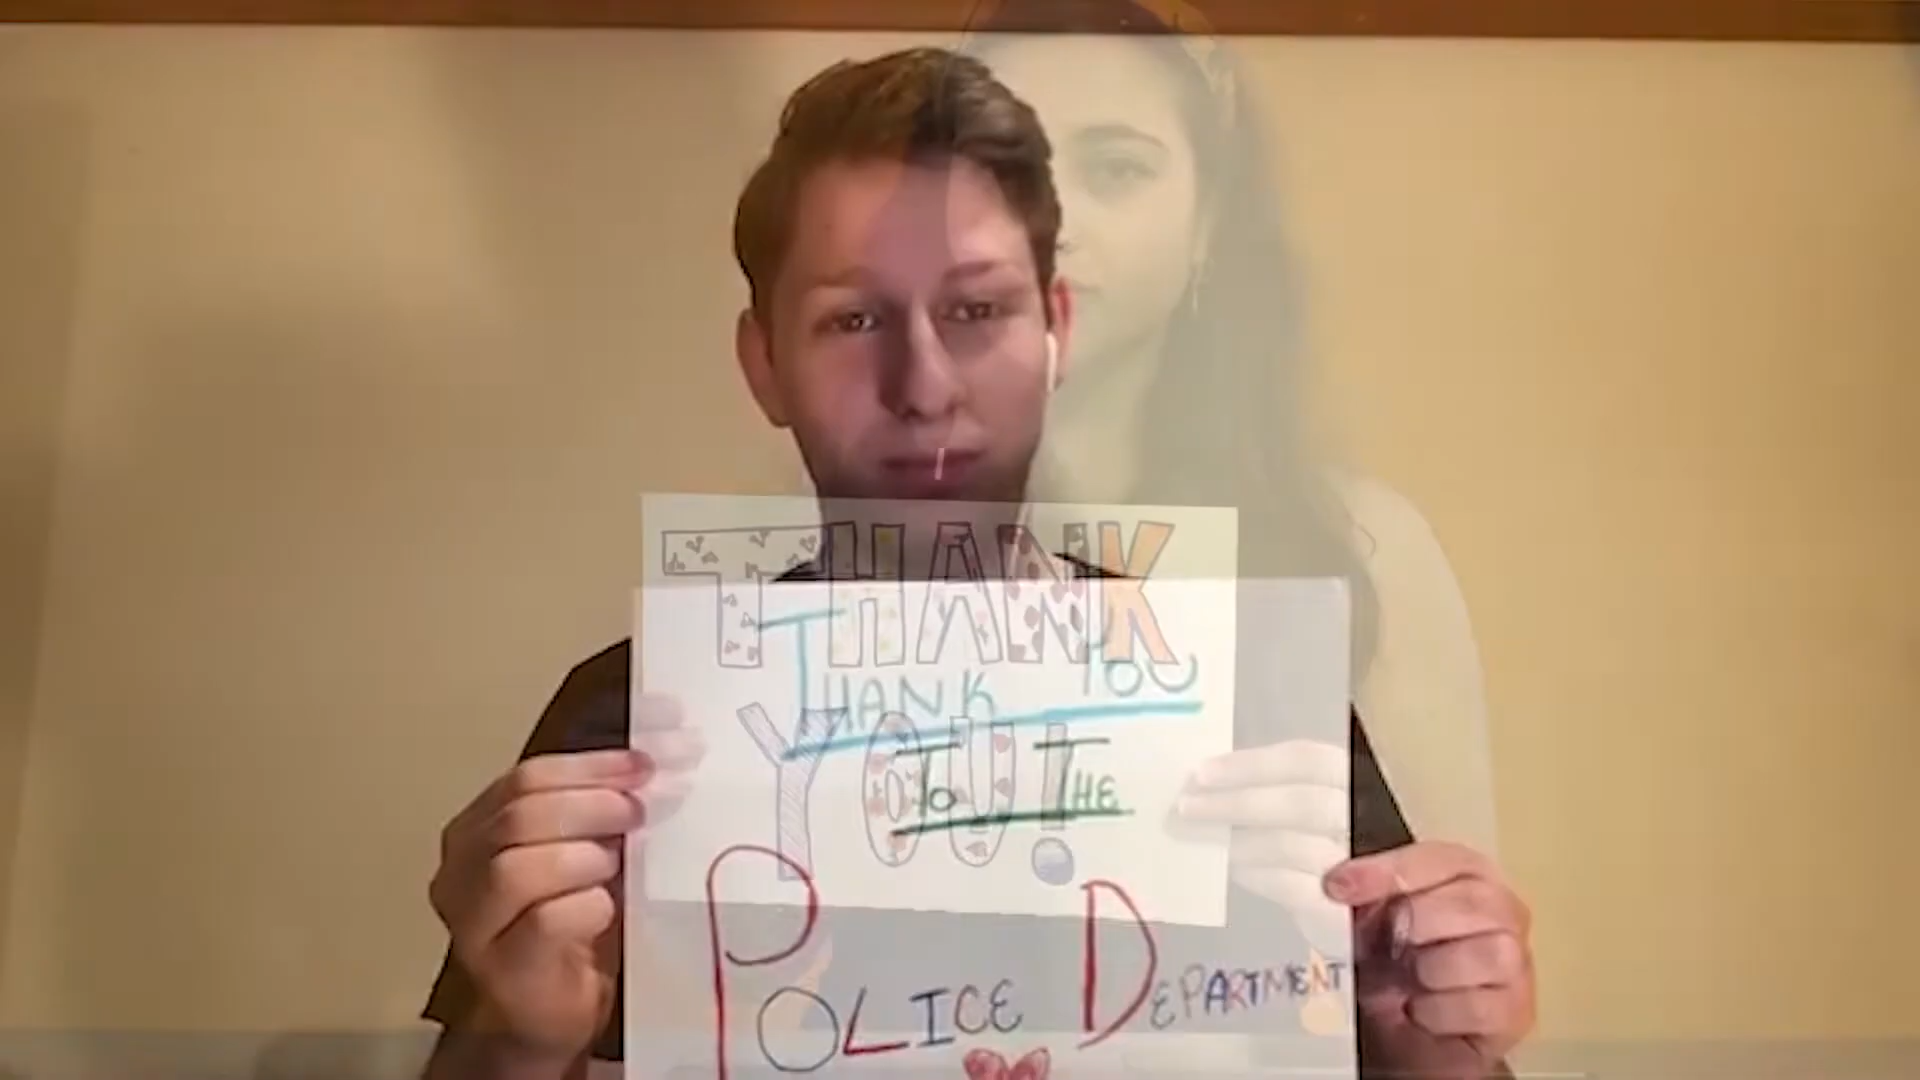 THANK
YOU!
THANK YOU
TO THE
POLICE DEPARTMENT